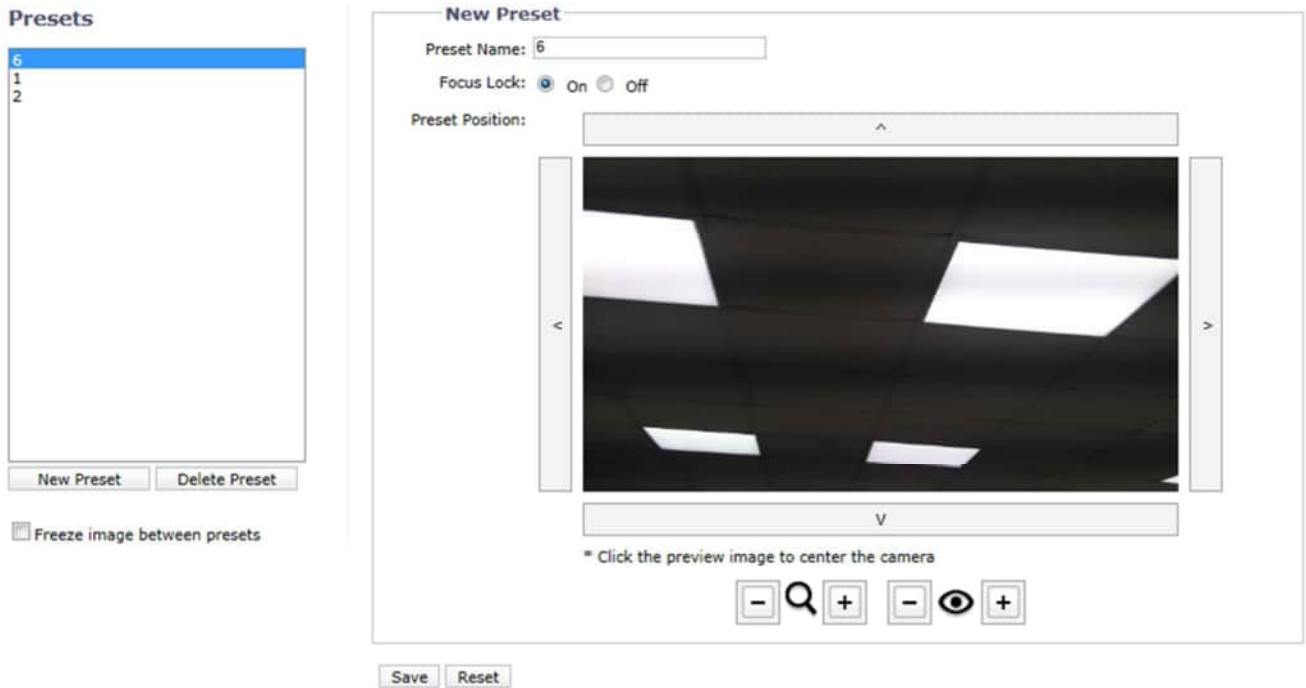 Presets
6
1
2
New Preset
Delete Preset
Freeze image between presets
New Preset
Preset Name: 6
Focus Lock: On Off
Preset Position:
^
<
>
V
* Click the preview image to center the camera
- + - +
Save Reset